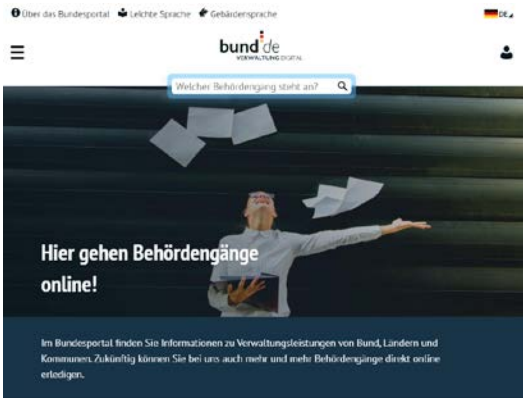 Über das Bundesportal Leichte Sprache Gebärdensprache DE
bund.de
VERWALTUNG DIGITAL
Welcher Behördengang steht an?
Hier gehen Behördengänge
online!
Im Bundesportal finden Sie Informationen zu Verwaltungsleistungen von Bund, Ländern und
Kommunen. Zukünftig können Sie bei uns auch mehr und mehr Behördengänge direkt online
erledigen.